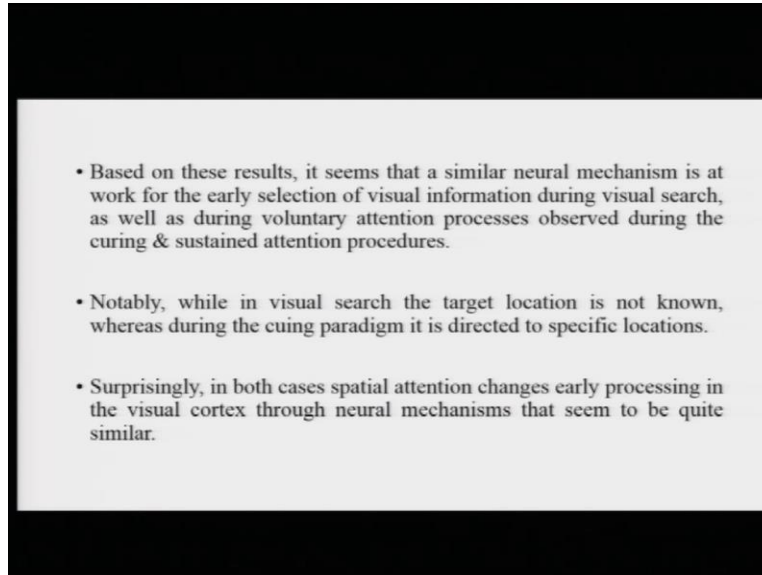 • Based on these results, it seems that a similar neural mechanism is at
work for the early selection of visual information during visual search,
as well as during voluntary attention processes observed during the
curing & sustained attention procedures.
• Notably, while in visual search the target location is not known,
whereas during the cuing paradigm it is directed to specific locations.
• Surprisingly, in both cases spatial attention changes early processing in
the visual cortex through neural mechanisms that seem to be quite
similar.